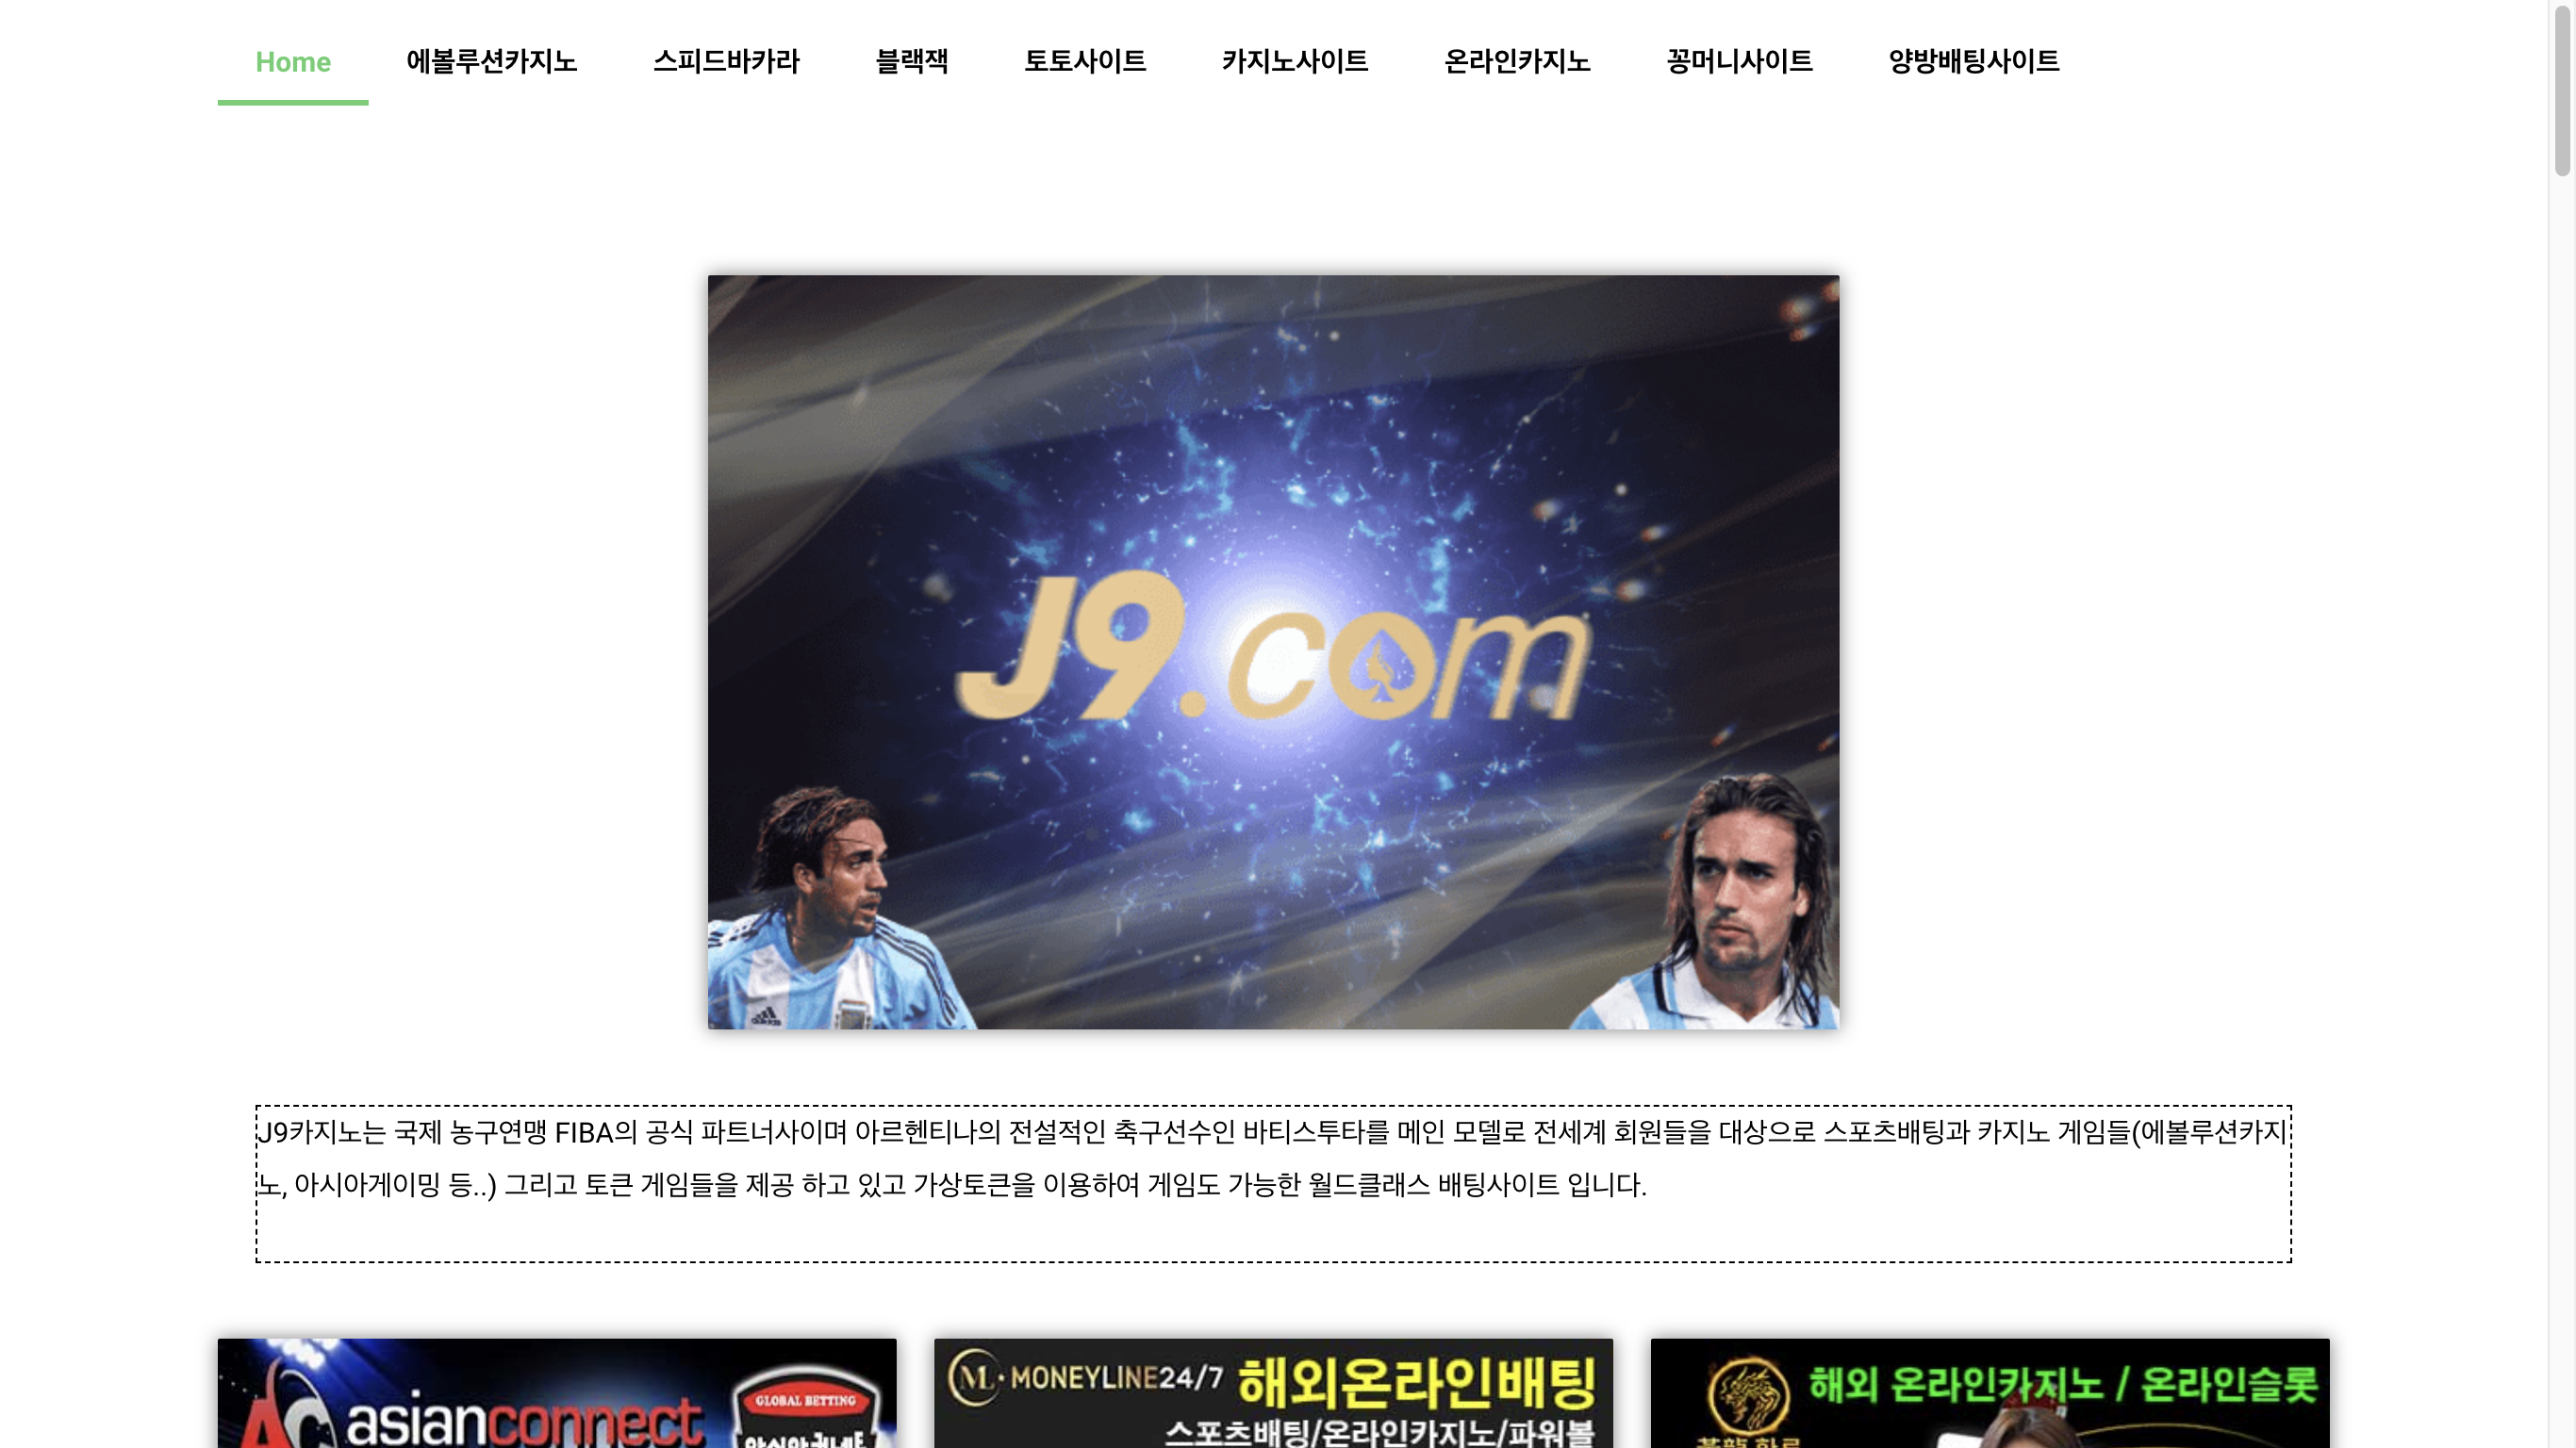 Home 에볼루션카지노 스피드바카라 블랙잭 토토사이트 카지노사이트 온라인카지노 꽁머니사이트 양방배팅사이트
J9.com
adidas
J9카지노는 국제 농구연맹 FIBA의 공식 파트너사이며 아르헨티나의 전설적인 축구선수인 바티스투타를 메인 모델로 전세계 회원들을 대상으로 스포츠배팅과 카지노 게임들(에볼루션카지
노, 아시아게이밍 등..) 그리고 토큰 게임들을 제공 하고 있고 가상토큰을 이용하여 게임도 가능한 월드클래스 배팅사이트 입니다.
AC asianconnect
GLOBAL BETTING
ML MONEYLINE24/7 해외온라인배팅
스포츠배팅/온라인카지노/파워볼
해외 온라인카지노 / 온라인슬롯